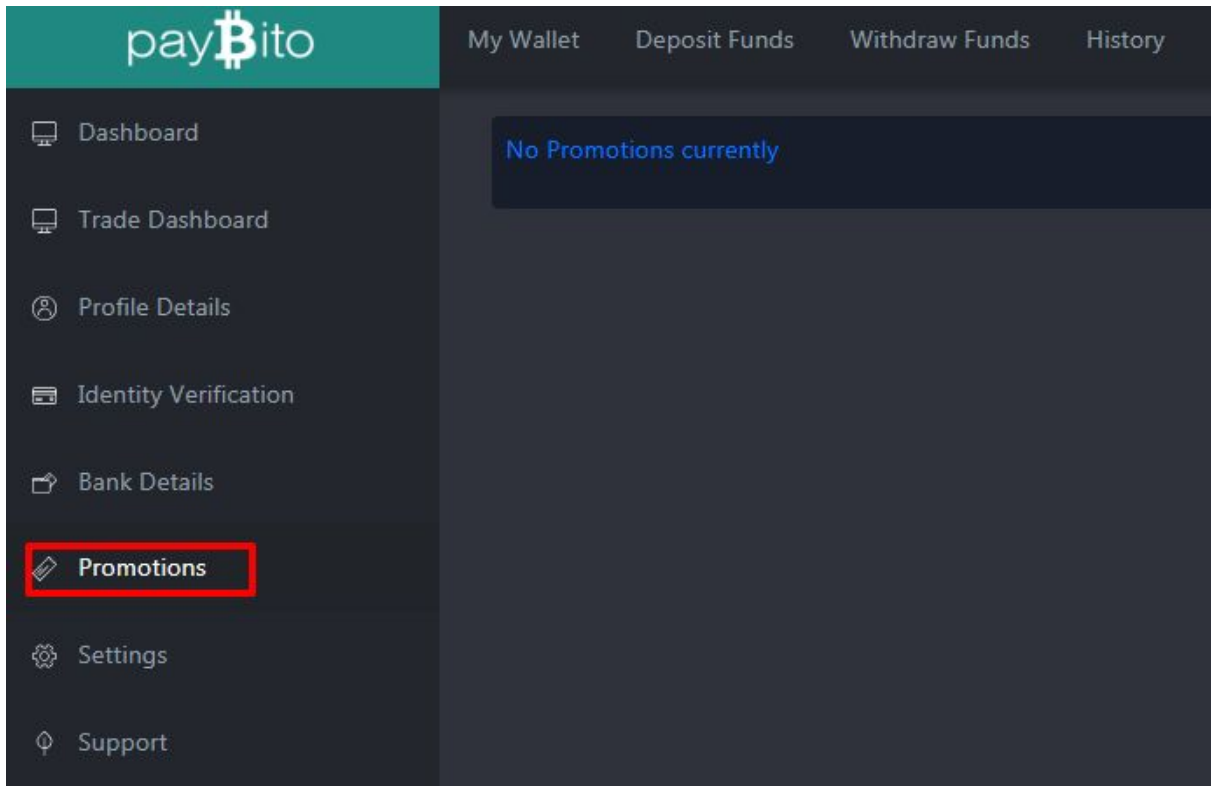 payBito
My Wallet Deposit Funds Withdraw Funds History
Dashboard
No Promotions currently
Trade Dashboard
Profile Details
Identity Verification
Bank Details
Promotions
Settings
Support